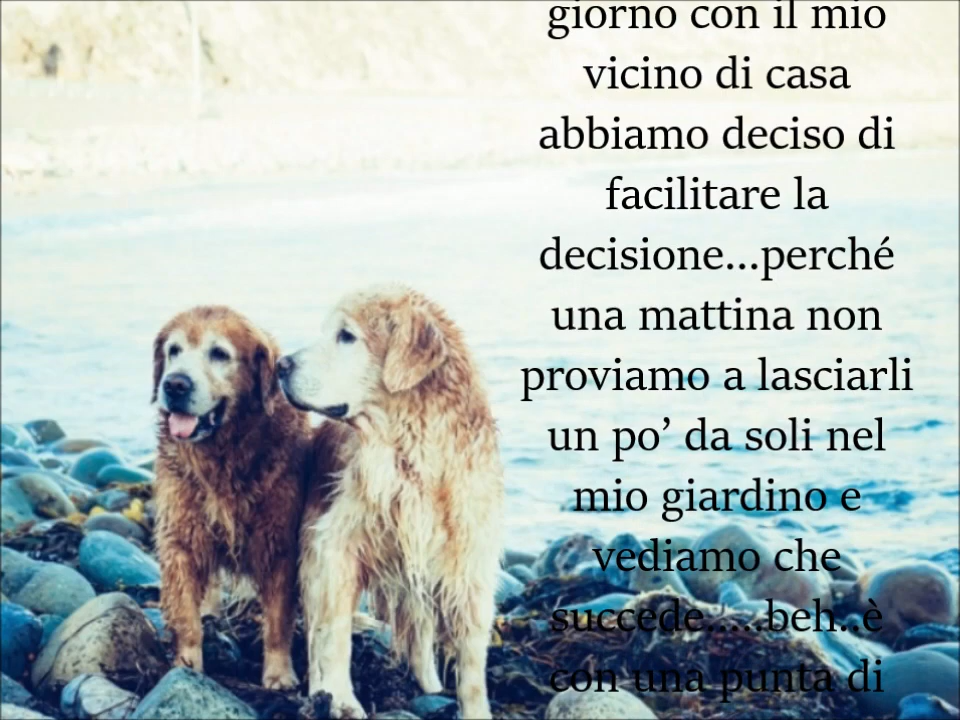 giorno con il mio
vicino di casa
abbiamo deciso di
facilitare la
decisione...perché
una mattina non
proviamo a lasciarli
un po’ da soli nel
mio giardino e
vediamo che
succede.....beh..è
con una punta di